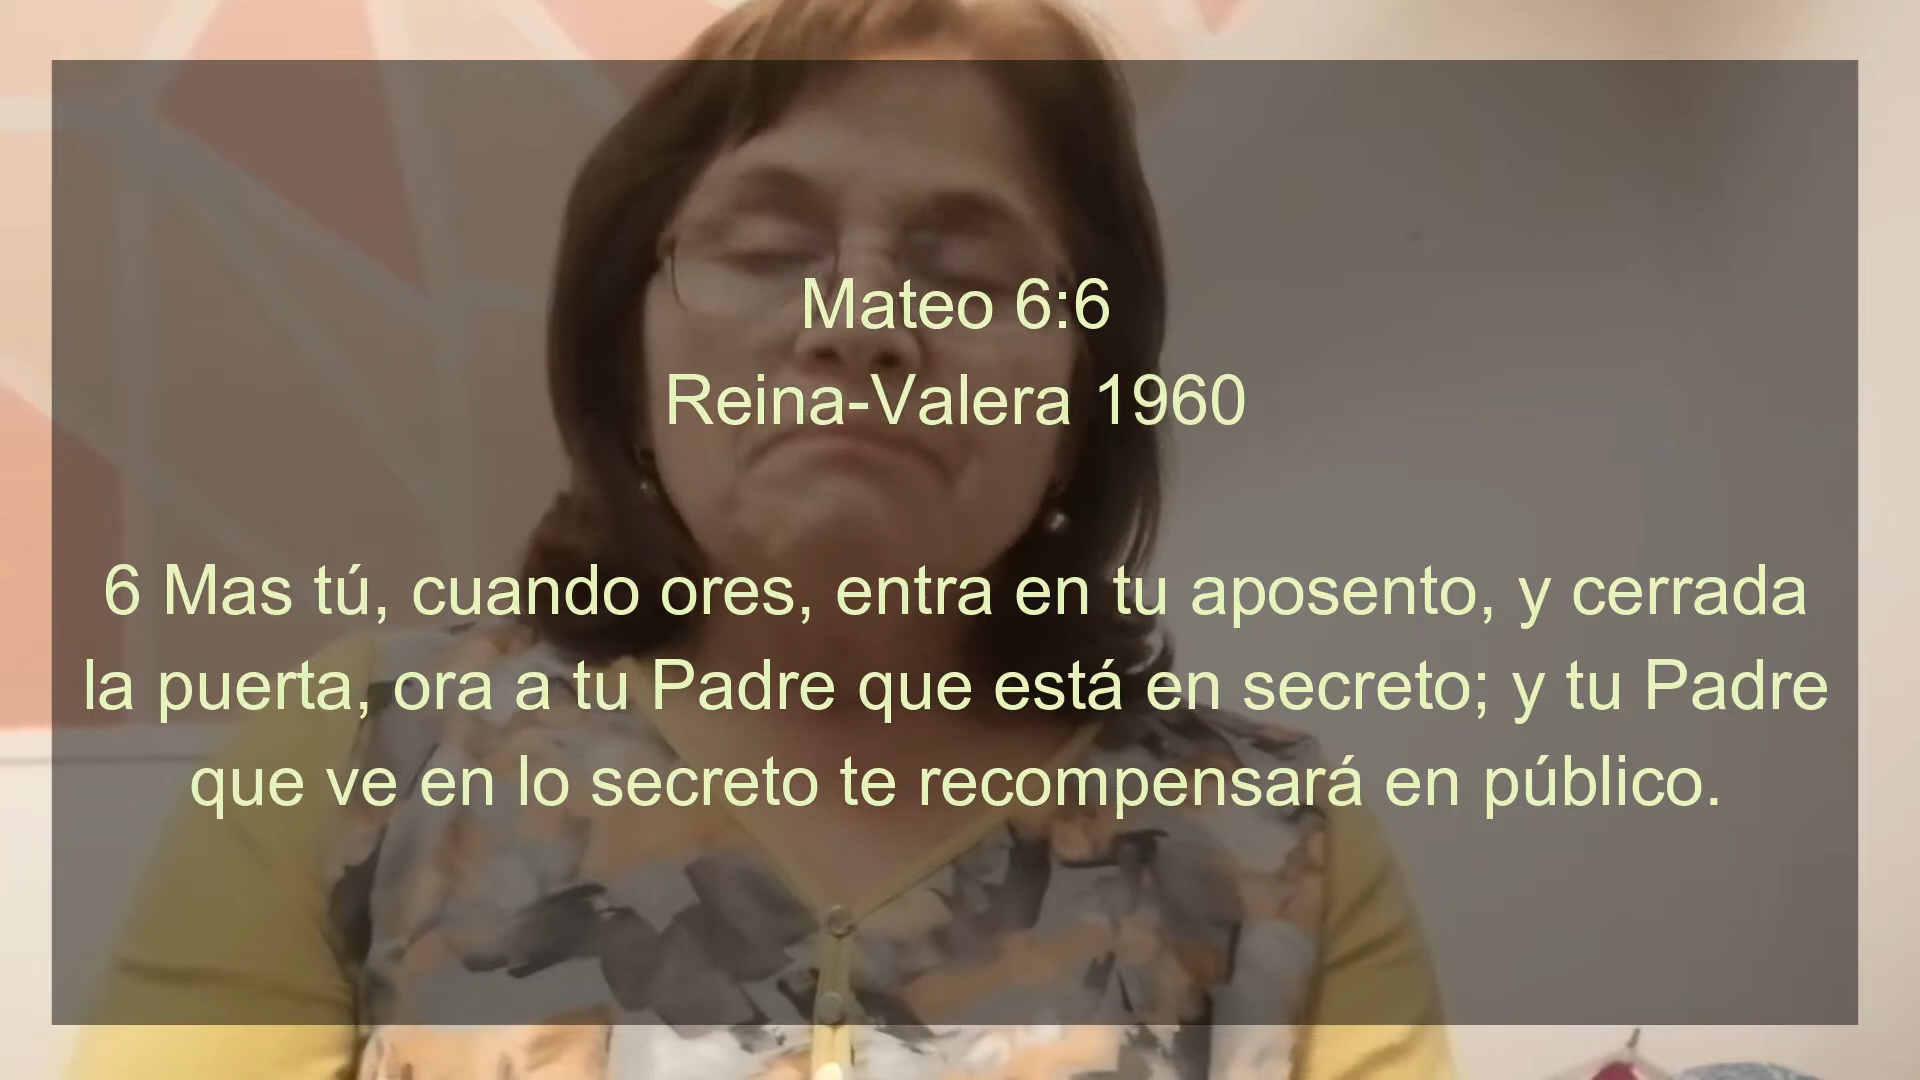 Mateo 6:6
Reina-Valera 1960
6 Mas tú, cuando ores, entra en tu aposento, y cerrada
la puerta, ora a tu Padre que está en secreto; y tu Padre
que ve en lo secreto te recompensará en público.